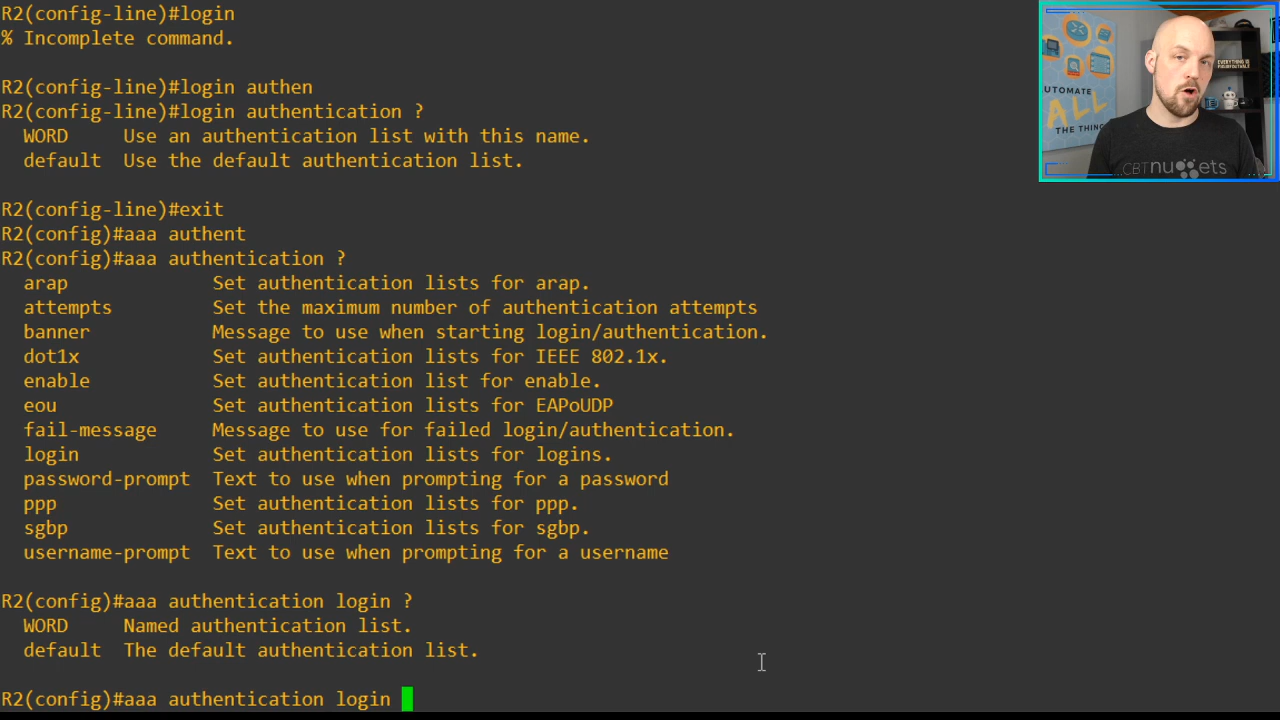 R2(config-line)#login
% Incomplete command.
R2(config-line)#login authen
R2(config-line)#login authentication ?
WORD Use an authentication list with this name.
default Use the default authentication list.
R2(config-line)#exit
R2(config)#aaa authent
R2(config)#aaa authentication ?
arap Set authentication lists for arap.
attempts Set the maximum number of authentication attempts
banner Message to use when starting login/authentication.
dot1x Set authentication lists for IEEE 802.1x.
enable Set authentication list for enable.
eou Set authentication lists for EAPoUDP
fail-message Message to use for failed login/authentication.
login Set authentication lists for logins.
password-prompt Text to use when prompting for a password
ppp Set authentication lists for ppp.
sgbp Set authentication lists for sgbp.
username-prompt Text to use when prompting for a username
R2(config)#aaa authentication login ?
WORD Named authentication list.
default The default authentication list.
R2(config)#aaa authentication login
UTOMATE
ALL
THE THING
EVERYTHING IS
FIGUREOUTABLE
CBTnuggets